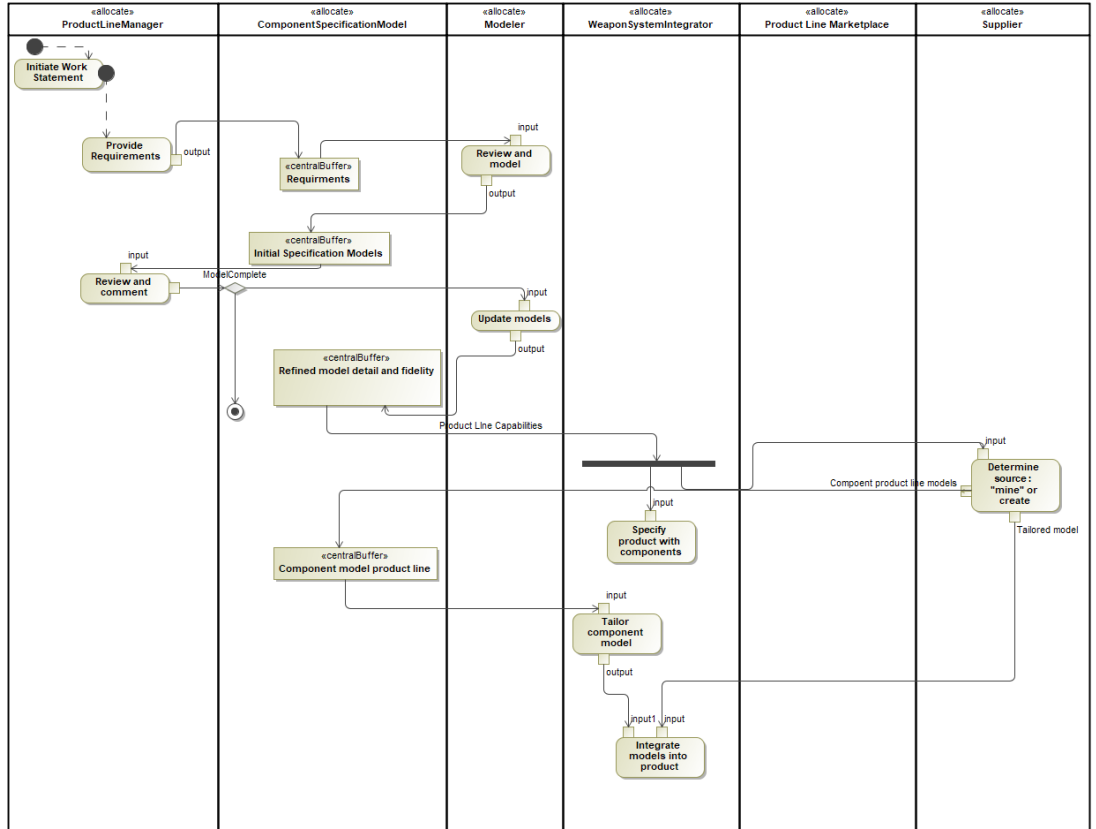 «allocate»
ProductLineManager
«allocate»
ComponentSpecificationModel
«allocate»
Modeler
«allocate»
WeaponSystemIntegrator
«allocate»
Product Line Marketplace
«allocate»
Supplier
Initiate Work
Statement
Provide
Requirements
output
«centralBuffer»
Requirments
input
Review and
model
output
«centralBuffer»
Initial Specification Models
input
Review and
comment
ModelComplete
input
Update models
output
«centralBuffer»
Refined model detail and fidelity
Product LIne Capabilities
input
Determine
source:
"mine" or
create
Compoent product line models
Tailored model
input
Specify
product with
components
«centralBuffer»
Component model product line
input
Tailor
component
model
output
input1
input
Integrate
models into
product